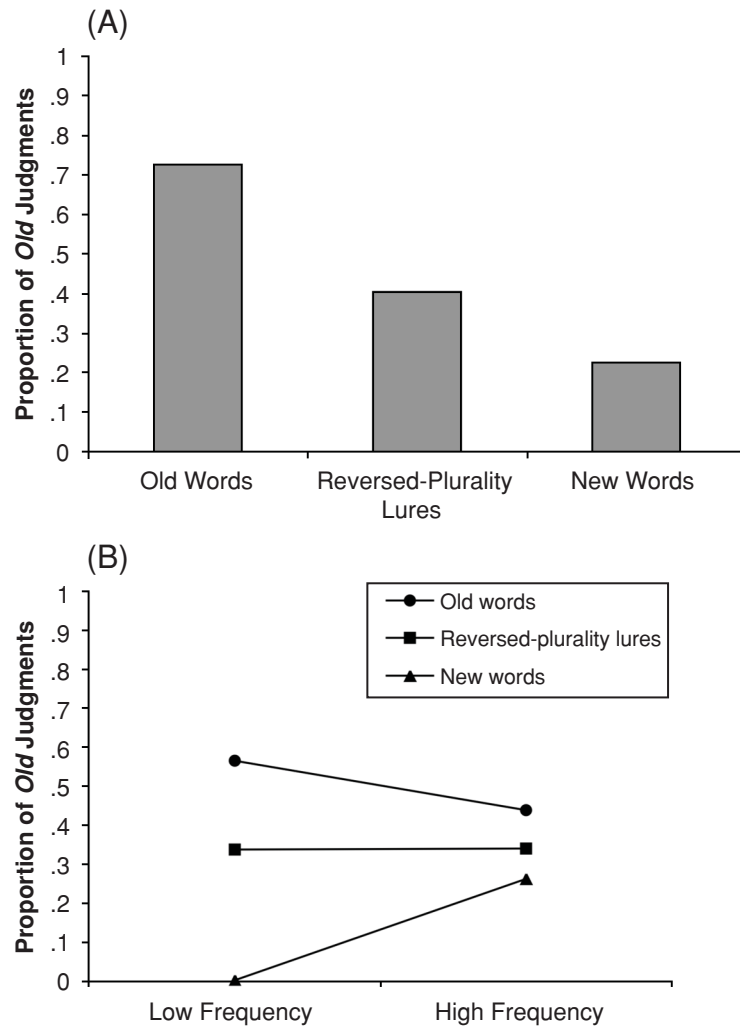 (A)
Proportion of Old Judgments
1
.9
.8
.7
.6
.5
.4
.3
.2
.1
0
Old Words
Reversed-Plurality
Lures
New Words
(B)
Proportion of Old Judgments
1
.9
.8
.7
.6
.5
.4
.3
.2
.1
0
Old words
Reversed-plurality lures
New words
Low Frequency
High Frequency